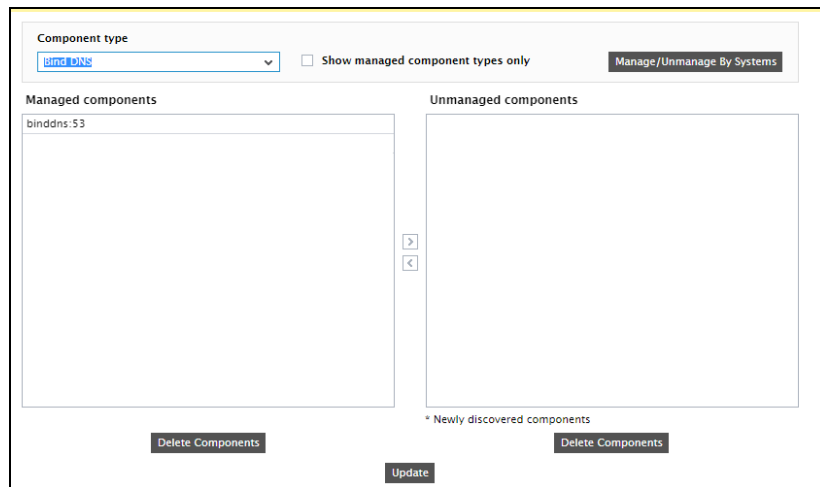 Component type
Bind DNS
Show managed component types only
Manage/Unmanage By Systems
Managed components
Unmanaged components
binddns:53
>
<
* Newly discovered components
Delete Components
Delete Components
Update